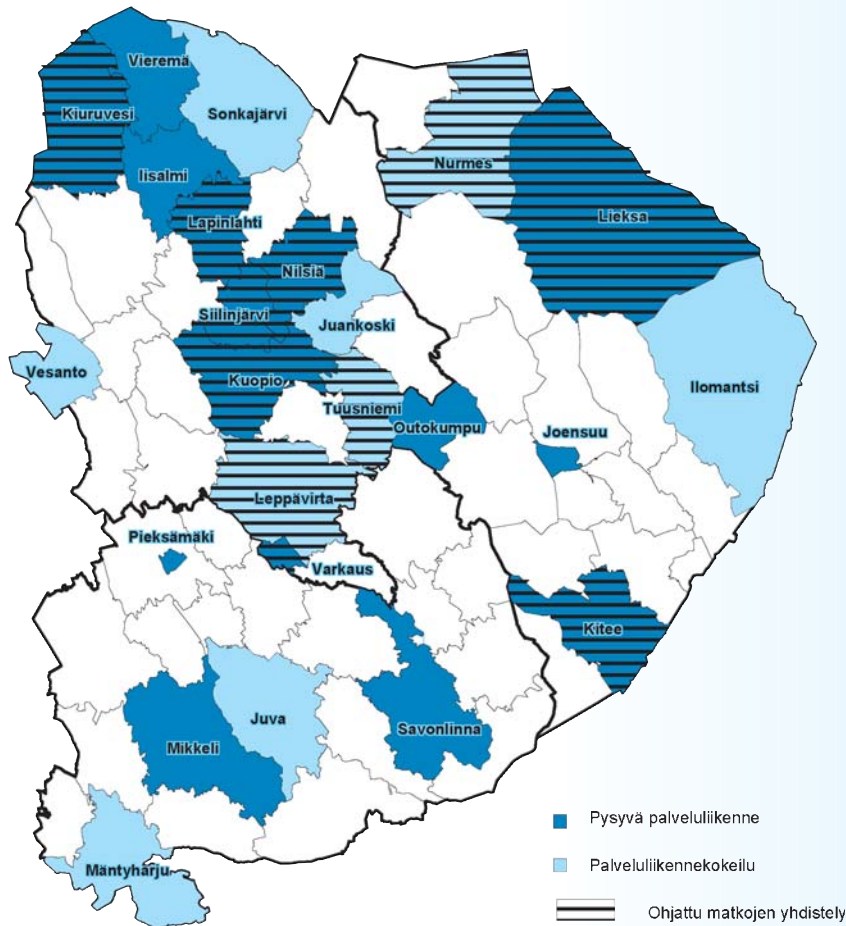 Vieremä
Kiuruvesi
Sonkajärvi
Iisalmi
Nurmes
Lapinlahti
Lieksa
Nilsiä
Siilinjärvi
Juankoski
Vesanto
Kuopio
Ilomantsi
Tuusniemi
Outokumpu
Joensuu
Leppävirta
Pieksämäki
Varkaus
Kitee
Juva
Savonlinna
Mikkeli
Mäntyharju
Pysyvä palveluliikenne
Palveluliikennekokeilu
Ohjattu matkojen yhdistely